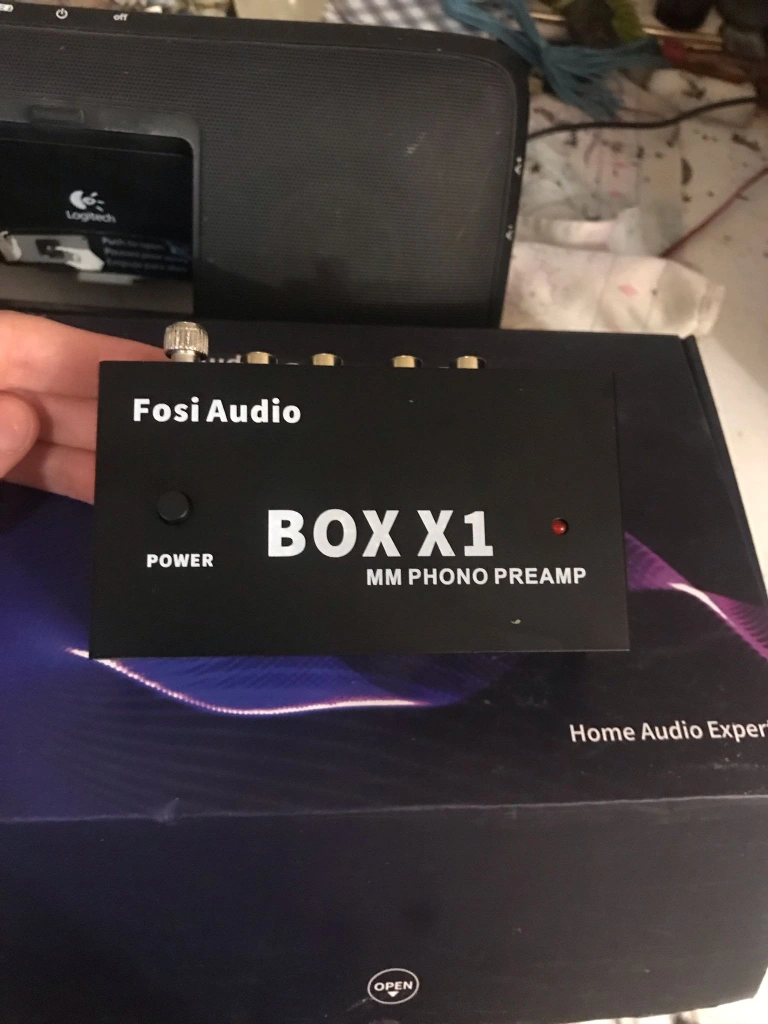 off
Logitech
Fosi Audio
BOX X1
POWER
MM PHONO PREAMP
Home Audio Exper
OPEN